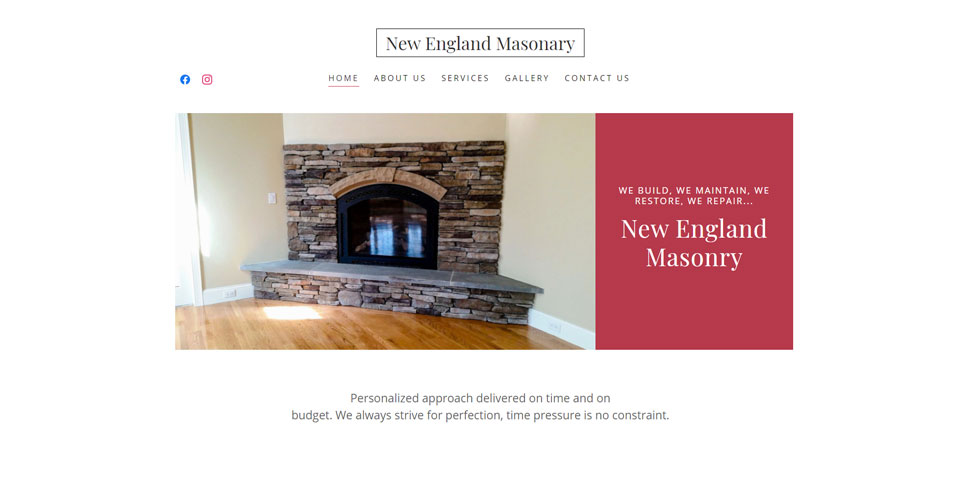 New England Masonary
HOME ABOUT US SERVICES GALLERY CONTACT US
WE BUILD, WE MAINTAIN, WE
RESTORE, WE REPAIR...
New England
Masonry
Personalized approach delivered on time and on
budget. We always strive for perfection, time pressure is no constraint.